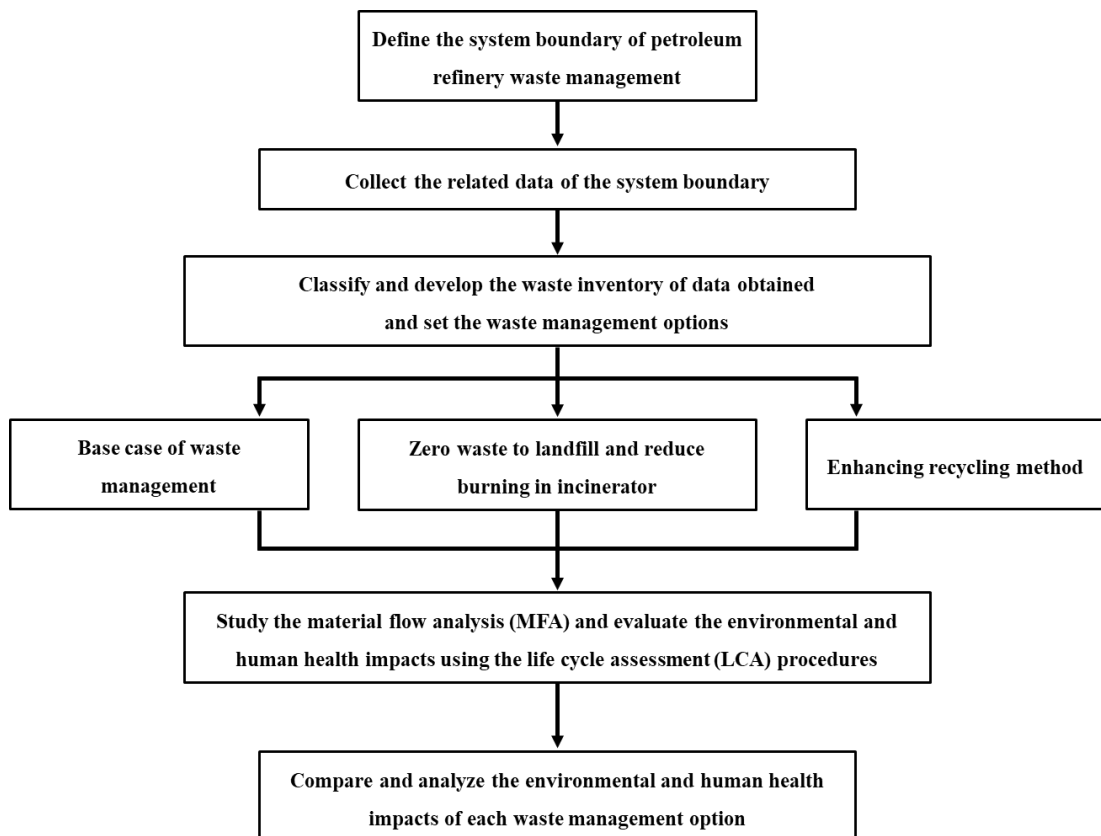 Define the system boundary of petroleum
refinery waste management
Collect the related data of the system boundary
Classify and develop the waste inventory of data obtained
and set the waste management options
Base case of waste
management
Zero waste to landfill and reduce
burning in incinerator
Enhancing recycling method
Study the material flow analysis (MFA) and evaluate the environmental and
human health impacts using the life cycle assessment (LCA) procedures
Compare and analyze the environmental and human health
impacts of each waste management option